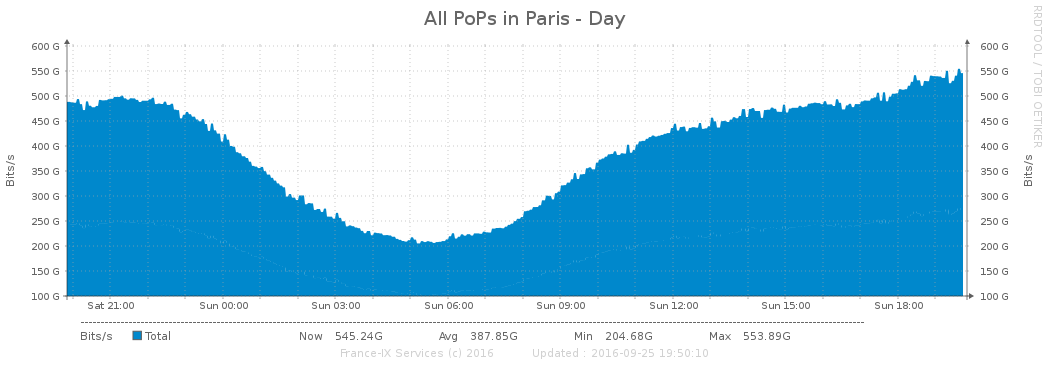 All PoPs in Paris - Day
RRDTOOL / TOBI OETIKER
600 G 600 G
550 G 550 G
500 G 500 G
450 G 450 G
400 G 400 G
350 G 350 G
300 G 300 G
250 G 250 G
200 G 200 G
150 G 150 G
100 G 100 G
Bits/s
Bits/s
Sat 21:00 Sun 00:00 Sun 03:00 Sun 06:00 Sun 09:00 Sun 12:00 Sun 15:00 Sun 18:00
Bits/s Total Now 545.24G Avg 387.85G Min 204.68G Max 553.89G
France-IX Services (c) 2016 Updated : 2016-09-25 19:50:10